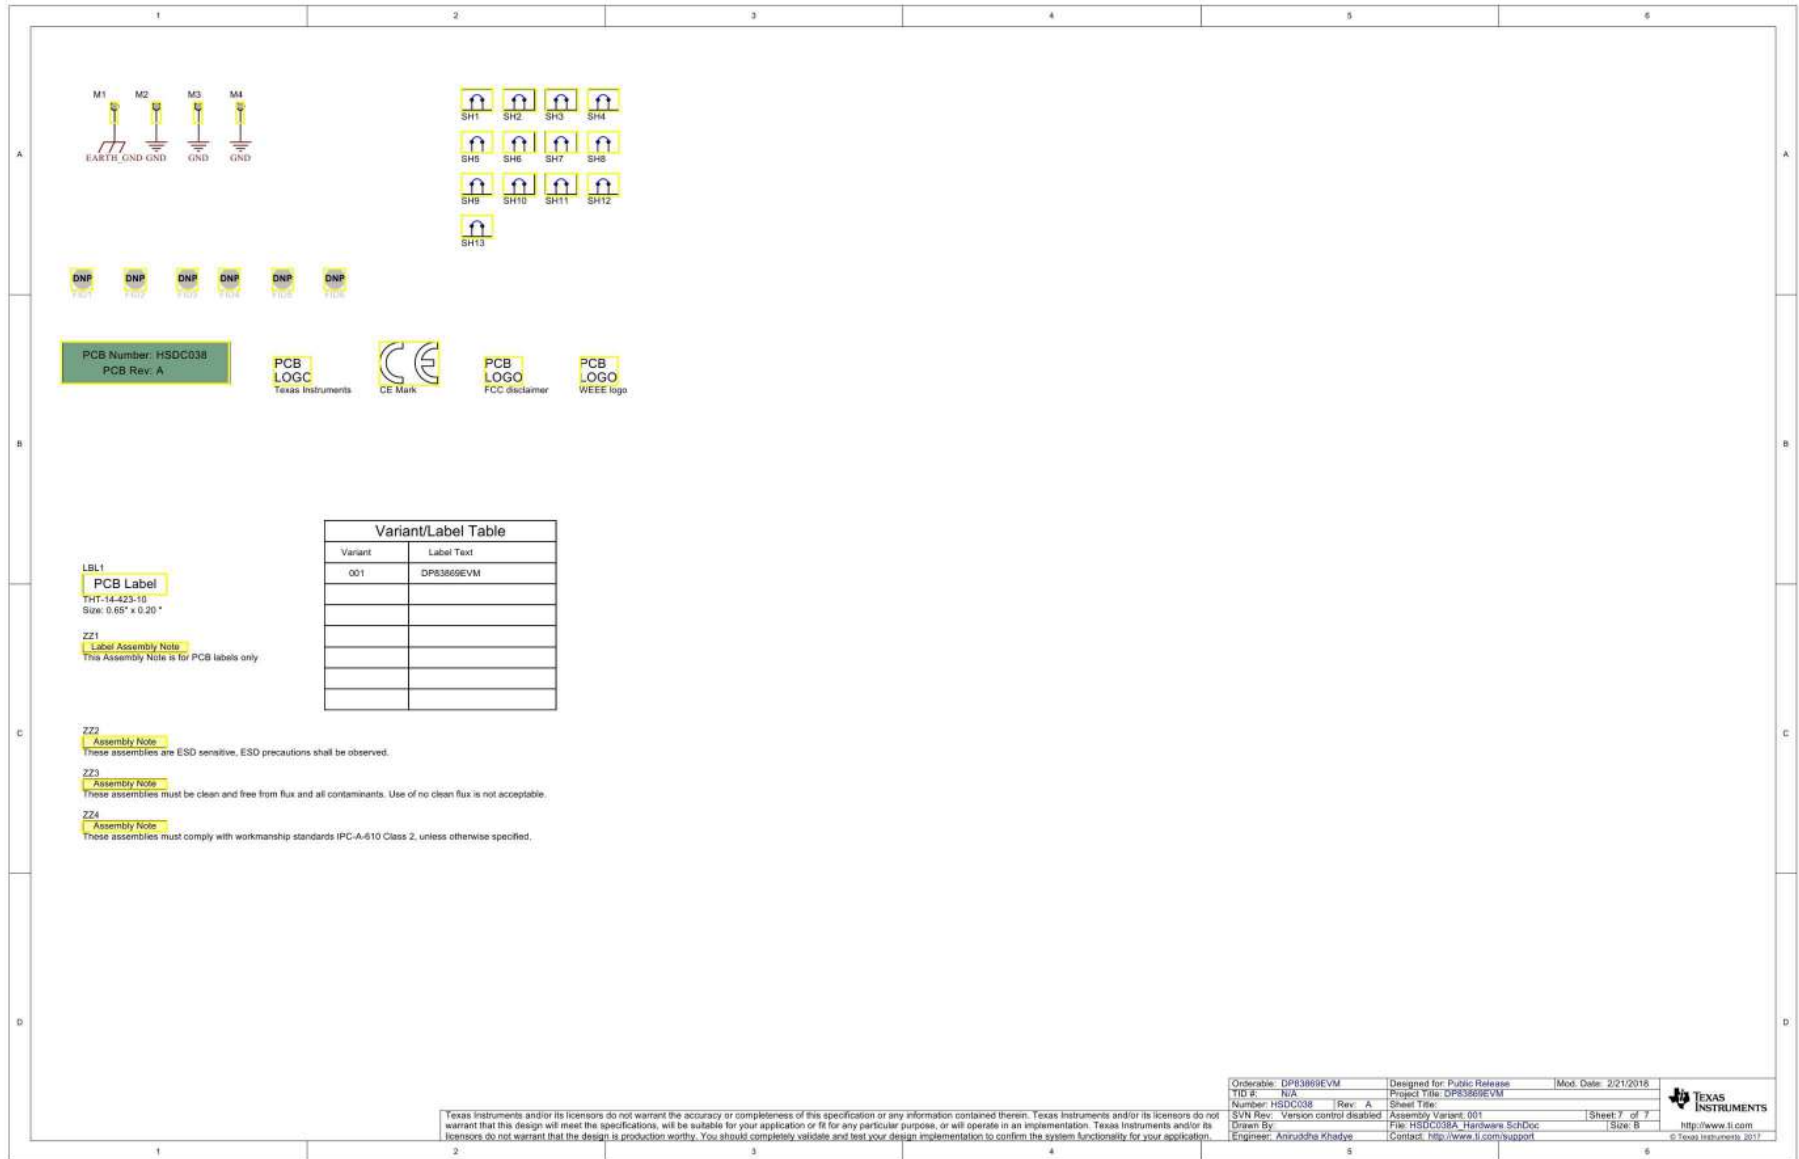 1 2 3 4 5 6
M1 M2 M3 M4
EARTH_GND GND GND GND
SH1 SH2 SH3 SH4
A A
SH5 SH6 SH7 SH8
SH9 SH10 SH11 SH12
SH13
DNP DNP DNP DNP DNP DNP
FID1 FID2 FID3 FID4 FID5 FID6
PCB Number: HSDC038
PCB Rev: A
PCB
LOGO
Texas Instruments
CE
CE Mark
PCB
LOGO
FCC disclaimer
PCB
LOGO
WEEE logo
B B
Variant/Label Table
Variant Label Text
001 DP83869EVM
LBL1
PCB Label
THT-14-423-10
Size: 0.65" x 0.20 "
ZZ1
Label Assembly Note
This Assembly Note is for PCB labels only
C C
ZZ2
Assembly Note
These assemblies are ESD sensitive, ESD precautions shall be observed.
ZZ3
Assembly Note
These assemblies must be clean and free from flux and all contaminants. Use of no clean flux is not acceptable.
ZZ4
Assembly Note
These assemblies must comply with workmanship standards IPC-A-610 Class 2, unless otherwise specified.
D D
Texas Instruments and/or its licensors do not warrant the accuracy or completeness of this specification or any information contained therein. Texas Instruments and/or its licensors do not
warrant that this design will meet the specifications, will be suitable for your application or fit for any particular purpose, or will operate in an implementation. Texas Instruments and/or its
licensors do not warrant that the design is production worthy. You should completely validate and test your design implementation to confirm the system functionality for your application.
Orderable: DP83869EVM Designed for: Public Release Mod. Date: 2/21/2018
TID #: N/A Project Title: DP83869EVM
Number: HSDC038 Rev: A Sheet Title:
SVN Rev: Version control disabled Assembly Variant: 001 Sheet: 7 of 7
Drawn By: File: HSDC038A_Hardware.SchDoc Size: B
Engineer: Aniruddha Khadye Contact: http://www.ti.com/support
TEXAS
INSTRUMENTS
http://www.ti.com
© Texas Instruments 2017
1 2 3 4 5 6